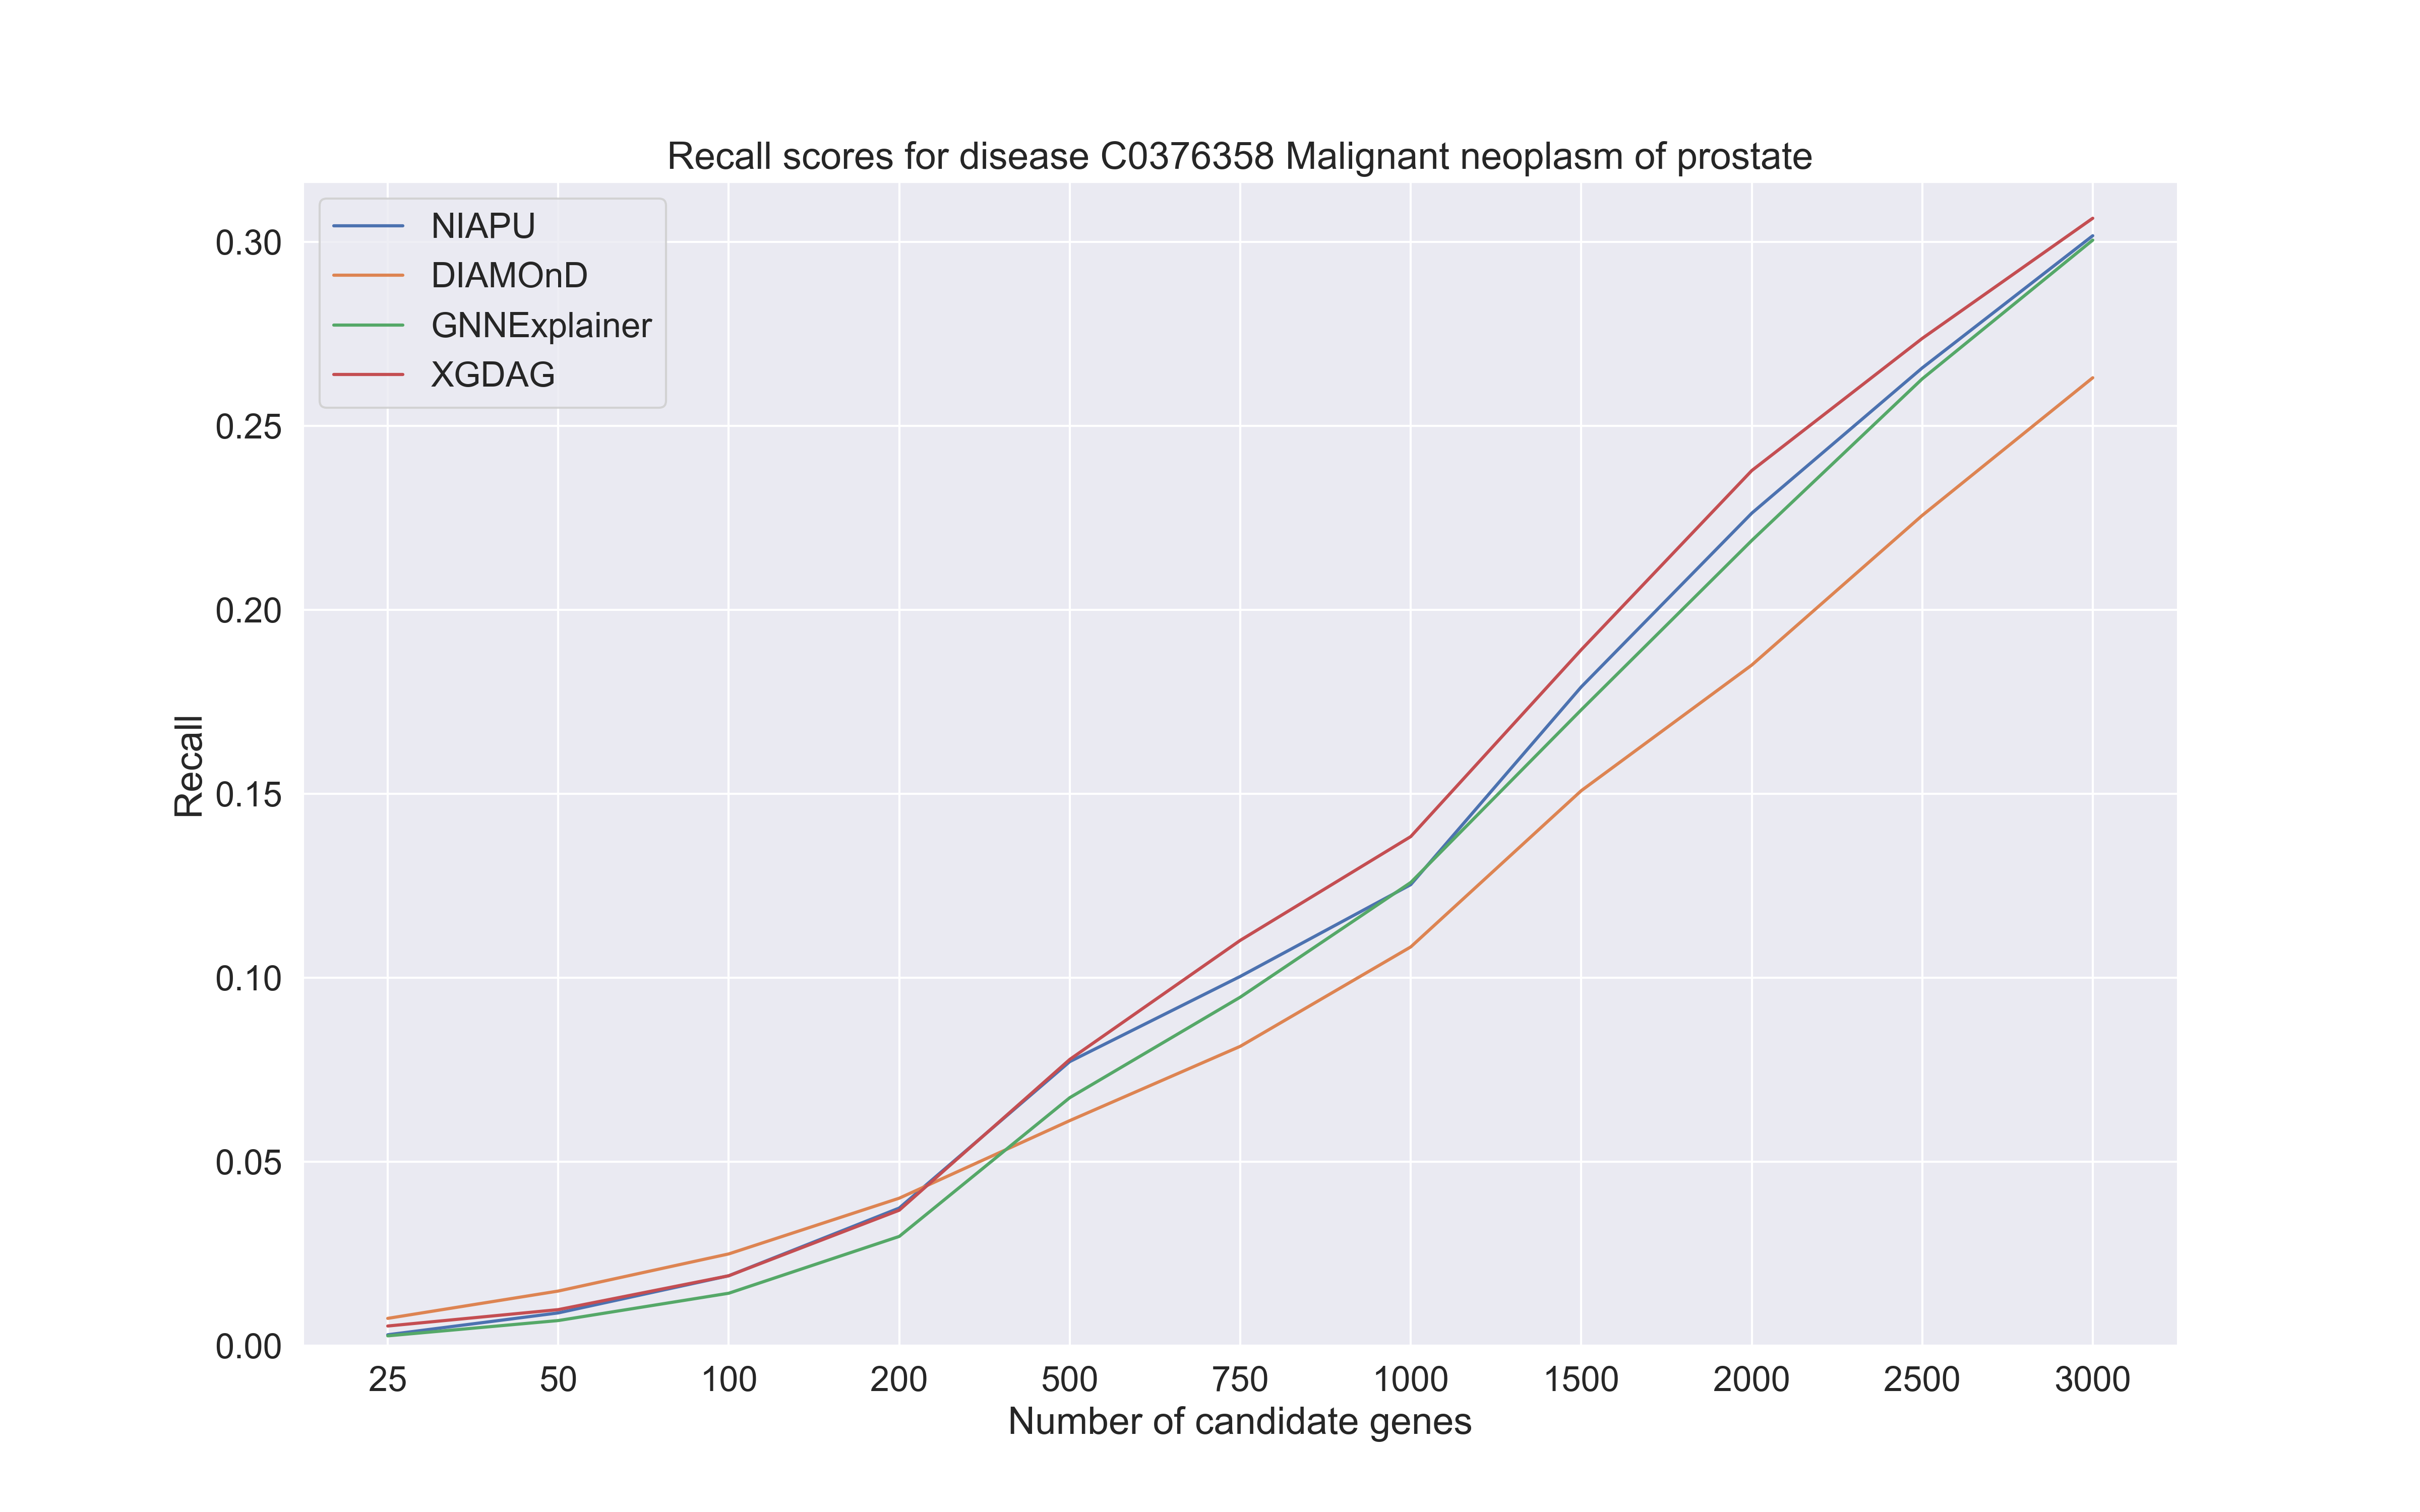 Recall scores for disease C0376358 Malignant neoplasm of prostate
NIAPU
DIAMOnD
GNNExplainer
XGDAG
0.30
0.25
0.20
0.15
0.10
0.05
0.00
Recall
25 50 100 200 500 750 1000 1500 2000 2500 3000
Number of candidate genes